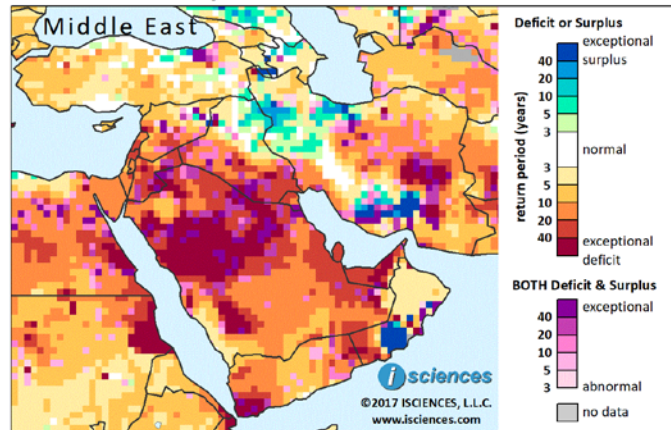 Middle East
Deficit or Surplus
exceptional
surplus
40
20
10
5
3
normal
3
5
10
20
40
exceptional
deficit
return period (years)
BOTH Deficit & Surplus
exceptional
40
20
10
5
3
abnormal
no data
i sciences
©2017 ISCIENCES, L.L.C.
www.isciences.com